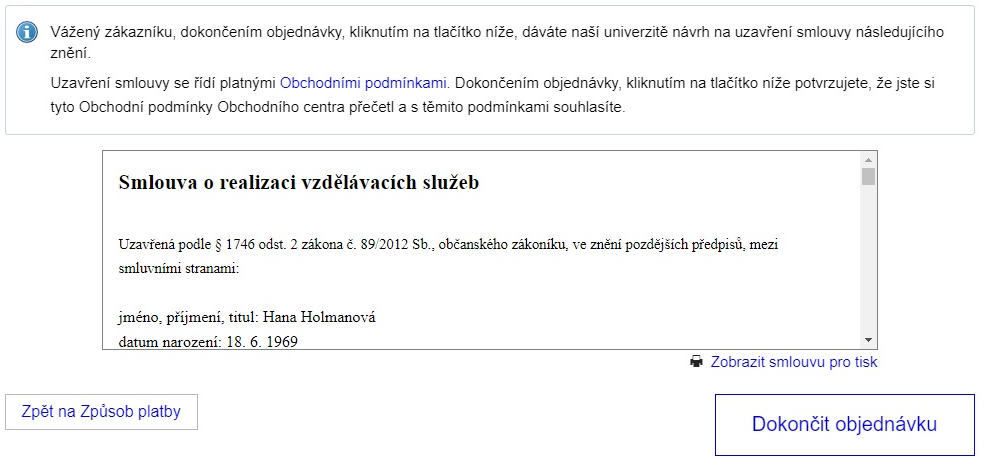 Vážený zákazníku, dokončením objednávky, kliknutím na tlačítko níže, dáváte naší univerzitě návrh na uzavření smlouvy následujícího
znění.
Uzavření smlouvy se řídí platnými Obchodními podmínkami. Dokončením objednávky, kliknutím na tlačítko níže potvrzujete, že jste si
tyto Obchodní podmínky Obchodního centra přečetl a s těmito podmínkami souhlasíte.
Smlouva o realizaci vzdělávacích služeb
Uzavřená podle § 1746 odst. 2 zákona č. 89/2012 Sb., občanského zákoníku, ve znění pozdějších předpisů, mezi
smluvními stranami:
jméno, příjmení, titul: Hana Holmanová
datum narození: 18. 6. 1969
Zobrazit smlouvu pro tisk
Zpět na Způsob platby
Dokončit objednávku